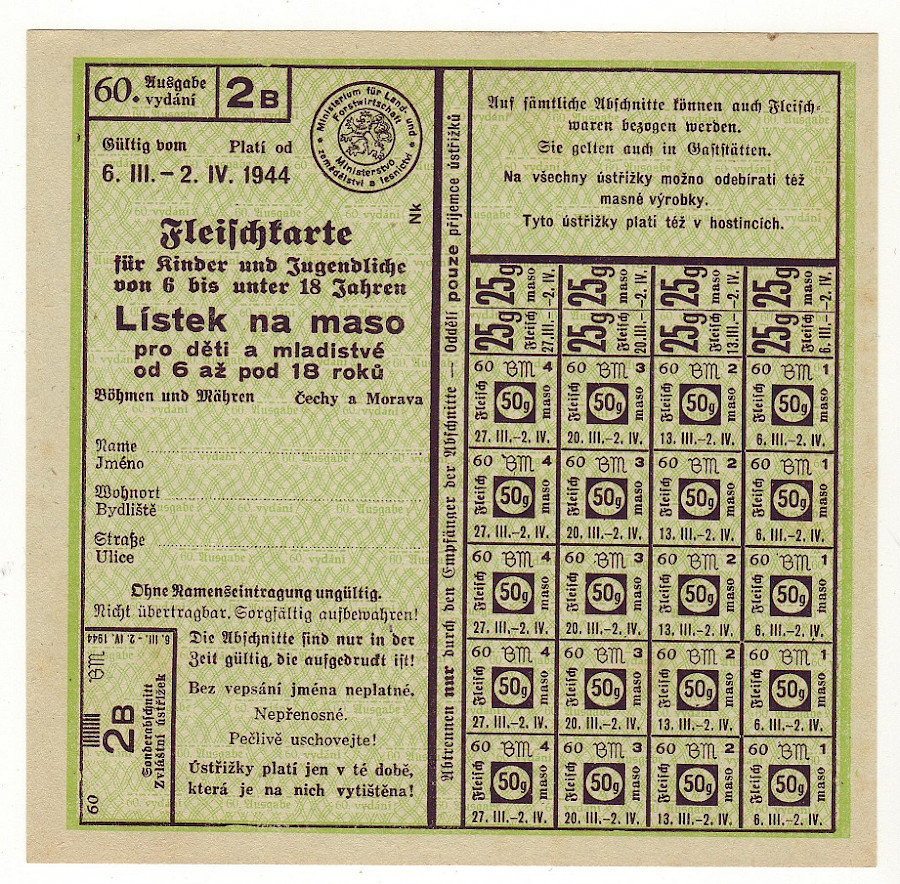 60. Ausgabe
vydání
2B
Ministerium für Land- und
Forstwirtschaft
Ministerstvo
zemědělství a lesnictví
Gültig vom Platí od
6. III.–2. IV. 1944
Nk
Fleischkarte
für Kinder und Jugendliche
von 6 bis unter 18 Jahren
Lístek na maso
pro děti a mladistvé
od 6 až pod 18 roků
Böhmen und Mähren Čechy a Morava
Name
Jméno
Wohnort
Bydliště
Straße
Ulice
Ohne Namenseintragung ungültig.
Nicht übertragbar. Sorgfältig aufbewahren!
Die Abschnitte sind nur in der
Zeit gültig, die aufgedruckt ist!
Bez vepsání jména neplatné.
Nepřenosné.
Pečlivě uschovejte!
Ústřižky platí jen v té době,
která je na nich vytištěna!
6. III. - 2. IV. 1944
BM
2B
Sonderabschnitt
Zvláštní ústřižek
60
Abtrennen nur durch den Empfänger der Abschnitte — Oddělí pouze příjemce ústřižků
Auf sämtliche Abschnitte können auch Fleisch-
waren bezogen werden.
Sie gelten auch in Gaststätten.
Na všechny ústřižky možno odebírati též
masné výrobky.
Tyto ústřižky platí též v hostincích.
25g 25g maso 25g 25g maso 25g 25g maso 25g 25g maso
25g Fleisch 27. III.–2. IV. 25g Fleisch 20. III.–2. IV. 25g Fleisch 13. III.–2. IV. 25g Fleisch 6. III.–2. IV.
60 BM 4 60 BM 3 60 BM 2 60 BM 1
Fleisch 50g maso Fleisch 50g maso Fleisch 50g maso Fleisch 50g maso
27. III.–2. IV. 20. III.–2. IV. 13. III.–2. IV. 6. III.–2. IV.
60 BM 4 60 BM 3 60 BM 2 60 BM 1
Fleisch 50g maso Fleisch 50g maso Fleisch 50g maso Fleisch 50g maso
27. III.–2. IV. 20. III.–2. IV. 13. III.–2. IV. 6. III.–2. IV.
60 BM 4 60 BM 3 60 BM 2 60 BM 1
Fleisch 50g maso Fleisch 50g maso Fleisch 50g maso Fleisch 50g maso
27. III.–2. IV. 20. III.–2. IV. 13. III.–2. IV. 6. III.–2. IV.
60 BM 4 60 BM 3 60 BM 2 60 BM 1
Fleisch 50g maso Fleisch 50g maso Fleisch 50g maso Fleisch 50g maso
27. III.–2. IV. 20. III.–2. IV. 13. III.–2. IV. 6. III.–2. IV.
60 BM 4 60 BM 3 60 BM 2 60 BM 1
Fleisch 50g maso Fleisch 50g maso Fleisch 50g maso Fleisch 50g maso
27. III.–2. IV. 20. III.–2. IV. 13. III.–2. IV. 6. III.–2. IV.